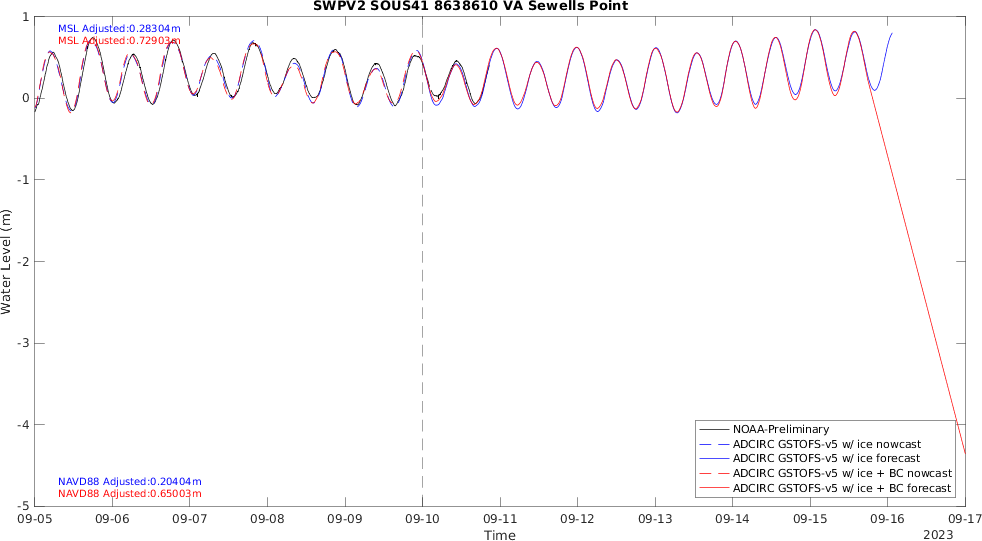 SWPV2 SOUS41 8638610 VA Sewells Point
MSL Adjusted:0.28304m
MSL Adjusted:0.72903m
1
0
-1
-2
-3
-4
-5
Water Level (m)
NAVD88 Adjusted:0.20404m
NAVD88 Adjusted:0.65003m
NOAA-Preliminary
ADCIRC GSTOFS-v5 w/ ice nowcast
ADCIRC GSTOFS-v5 w/ ice forecast
ADCIRC GSTOFS-v5 w/ ice + BC nowcast
ADCIRC GSTOFS-v5 w/ ice + BC forecast
09-05 09-06 09-07 09-08 09-09 09-10 09-11 09-12 09-13 09-14 09-15 09-16 09-17
Time
2023